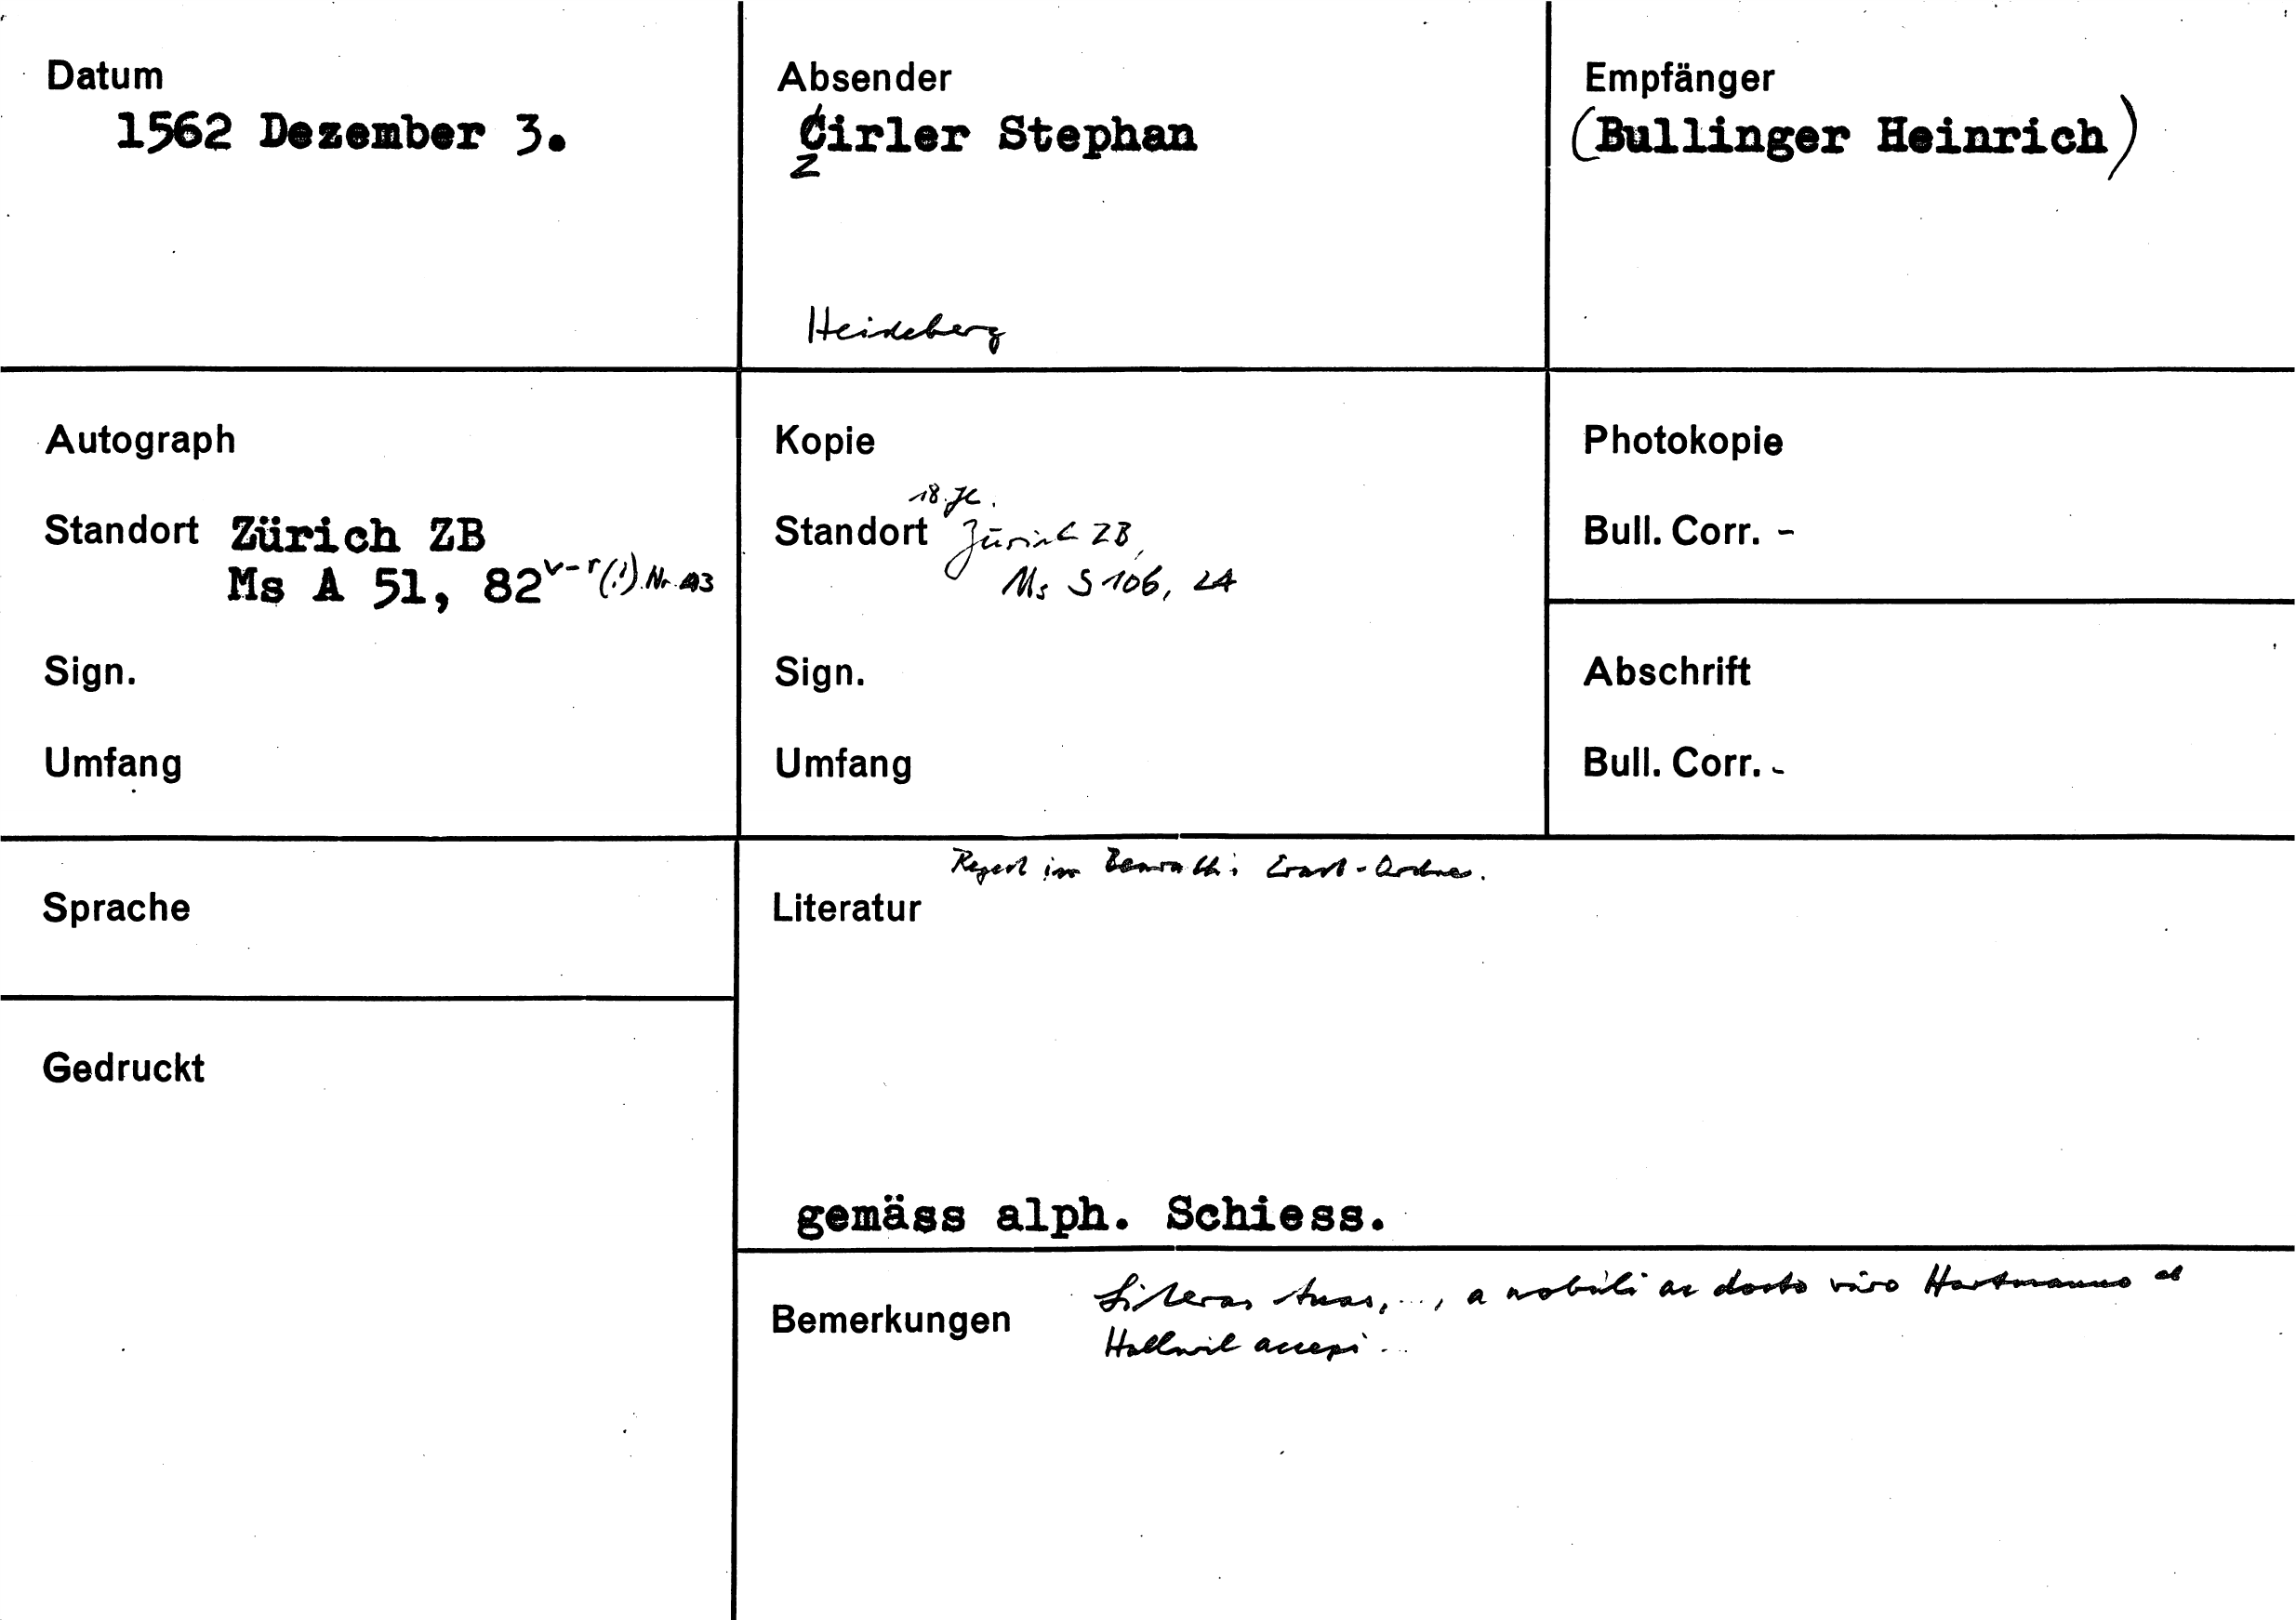 Datum
1562 Dezember 3.
Absender
Cirler Stephan
Z
Heidelberg
Empfänger
(Bullinger Heinrich)
Autograph
Standort Zürich ZB
Ms A 51, 82v-r(!) Nr. 43
Sign.
Umfang
Kopie
18. Jh.
Standort Zürich ZB,
Ms S 106, 24
Sign.
Umfang
Photokopie
Bull. Corr. -
Abschrift
Bull. Corr. -
Sprache
Gedruckt
Regest im Benrath: Erast-Ordner.
Literatur
gemäss alph. Schiess.
Bemerkungen
Literas tuas, ..., a nobili ac docto viro Hartmanno ab
Hallwil accepi...